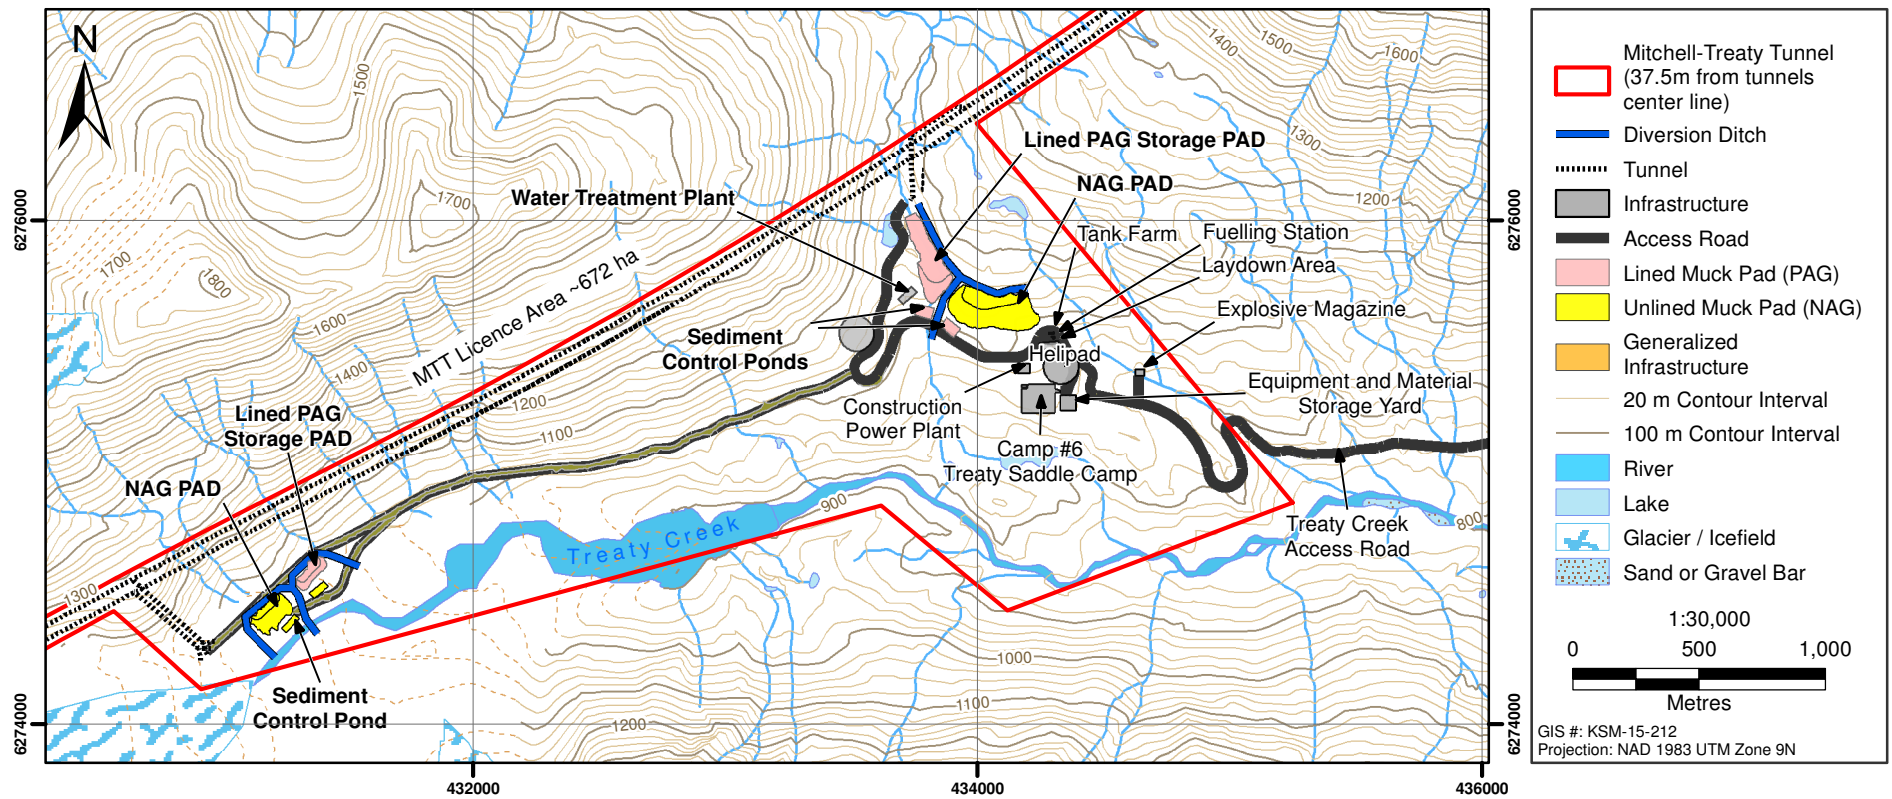 N
1500
1400
1500
1600
1300
1200
Lined PAG Storage PAD
NAG PAD
Water Treatment Plant
Tank Farm
Fuelling Station
Laydown Area
Explosive Magazine
1700
1700
1800
1600
MTT Licence Area ~672 ha
Sediment
Control Ponds
Helipad
Equipment and Material
Storage Yard
1400
1200
1100
Construction
Power Plant
Camp #6
Treaty Saddle Camp
Lined PAG
Storage PAD
NAG PAD
900
800
Treaty Creek
Treaty Creek
Access Road
1300
1000
1100
1200
Sediment
Control Pond
6276000
6274000
6276000
6274000
432000
434000
436000
Mitchell-Treaty Tunnel
(37.5m from tunnels
center line)
Diversion Ditch
Tunnel
Infrastructure
Access Road
Lined Muck Pad (PAG)
Unlined Muck Pad (NAG)
Generalized
Infrastructure
20 m Contour Interval
100 m Contour Interval
River
Lake
Glacier / Icefield
Sand or Gravel Bar
1:30,000
0 500 1,000
Metres
GIS #: KSM-15-212
Projection: NAD 1983 UTM Zone 9N